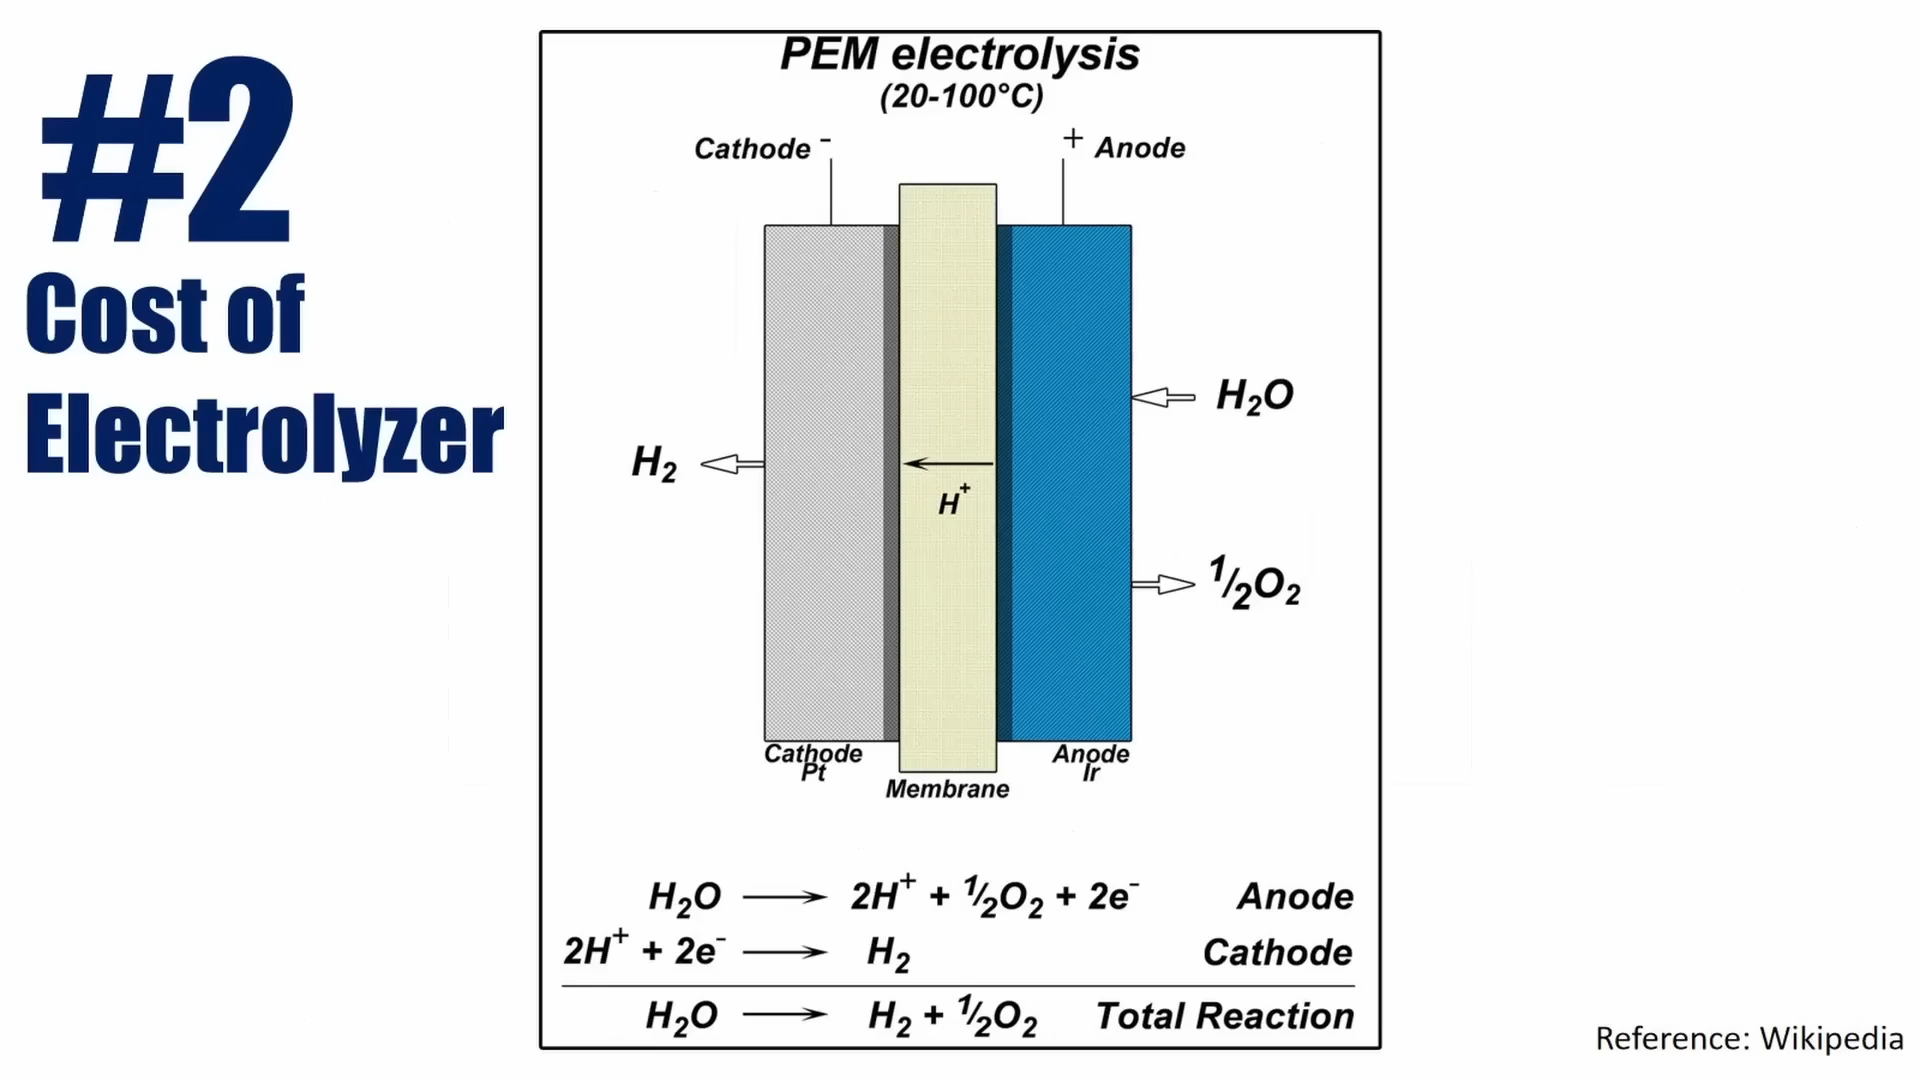 #2
Cost of
Electrolyzer
PEM electrolysis
(20-100°C)
Cathode -
+ Anode
H₂O
H₂
H⁺
½O₂
Cathode
Pt
Anode
Ir
Membrane
H₂O ⟶ 2H⁺ + ½O₂ + 2e⁻ Anode
2H⁺ + 2e⁻ ⟶ H₂ Cathode
H₂O ⟶ H₂ + ½O₂ Total Reaction
Reference: Wikipedia